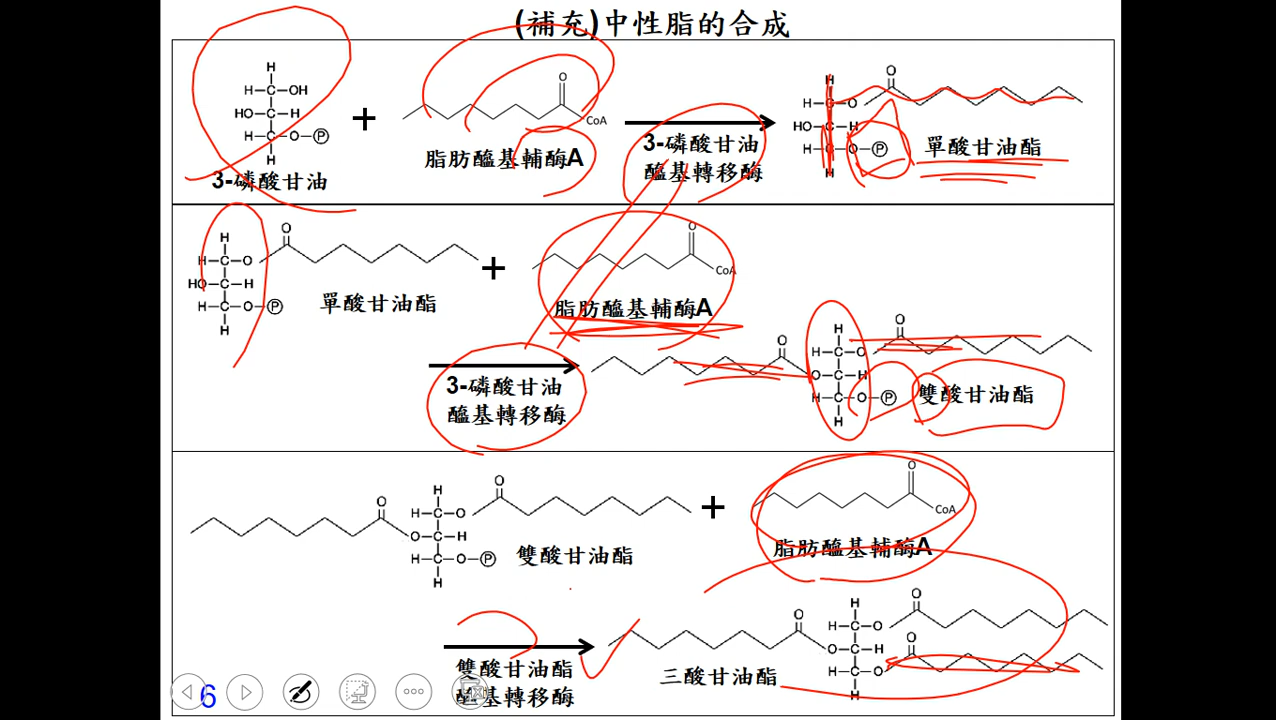 (補充)中性脂的合成
H
H C OH
HO C H
H C O P
H
3-磷酸甘油
+
O
CoA
脂肪醯基輔酶A
3-磷酸甘油
醯基轉移酶
H
O
H C O
HO C H
H C O P
H
單酸甘油酯
H
O
H C O
HO C H
H C O P
H
單酸甘油酯
+
O
CoA
脂肪醯基輔酶A
3-磷酸甘油
醯基轉移酶
O
H
O
H C O
O C H
H C O P
H
雙酸甘油酯
O
H
O
H C O
O C H
H C O P
H
雙酸甘油酯
+
O
CoA
脂肪醯基輔酶A
雙酸甘油酯
醯基轉移酶
O
H
O
H C O
O C H
O
H C O
H
三酸甘油酯
6